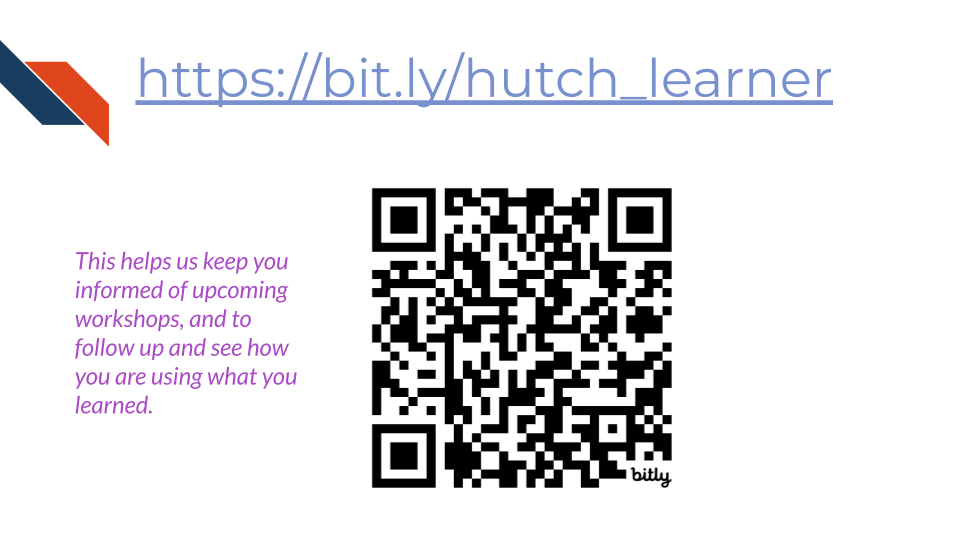 https://bit.ly/hutch_learner
This helps us keep you
informed of upcoming
workshops, and to
follow up and see how
you are using what you
learned.
bitly